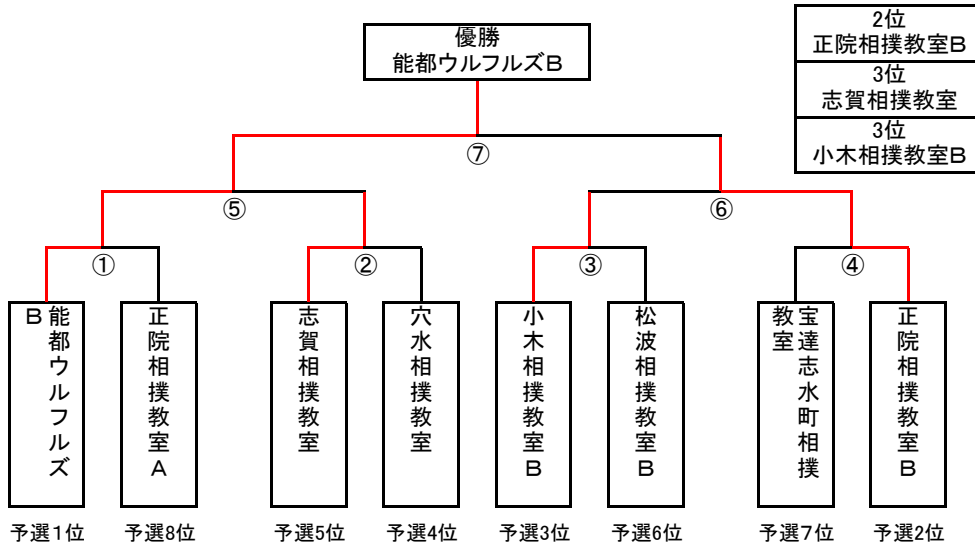 優勝
能都ウルフルズB
2位
正院相撲教室B
3位
志賀相撲教室
3位
小木相撲教室B
⑦
⑤
⑥
①
②
③
④
能都ウルフルズ
B
正院相撲教室A
志賀相撲教室
穴水相撲教室
小木相撲教室B
松波相撲教室B
宝達志水町相撲
教室
正院相撲教室B
予選1位
予選8位
予選5位
予選4位
予選3位
予選6位
予選7位
予選2位